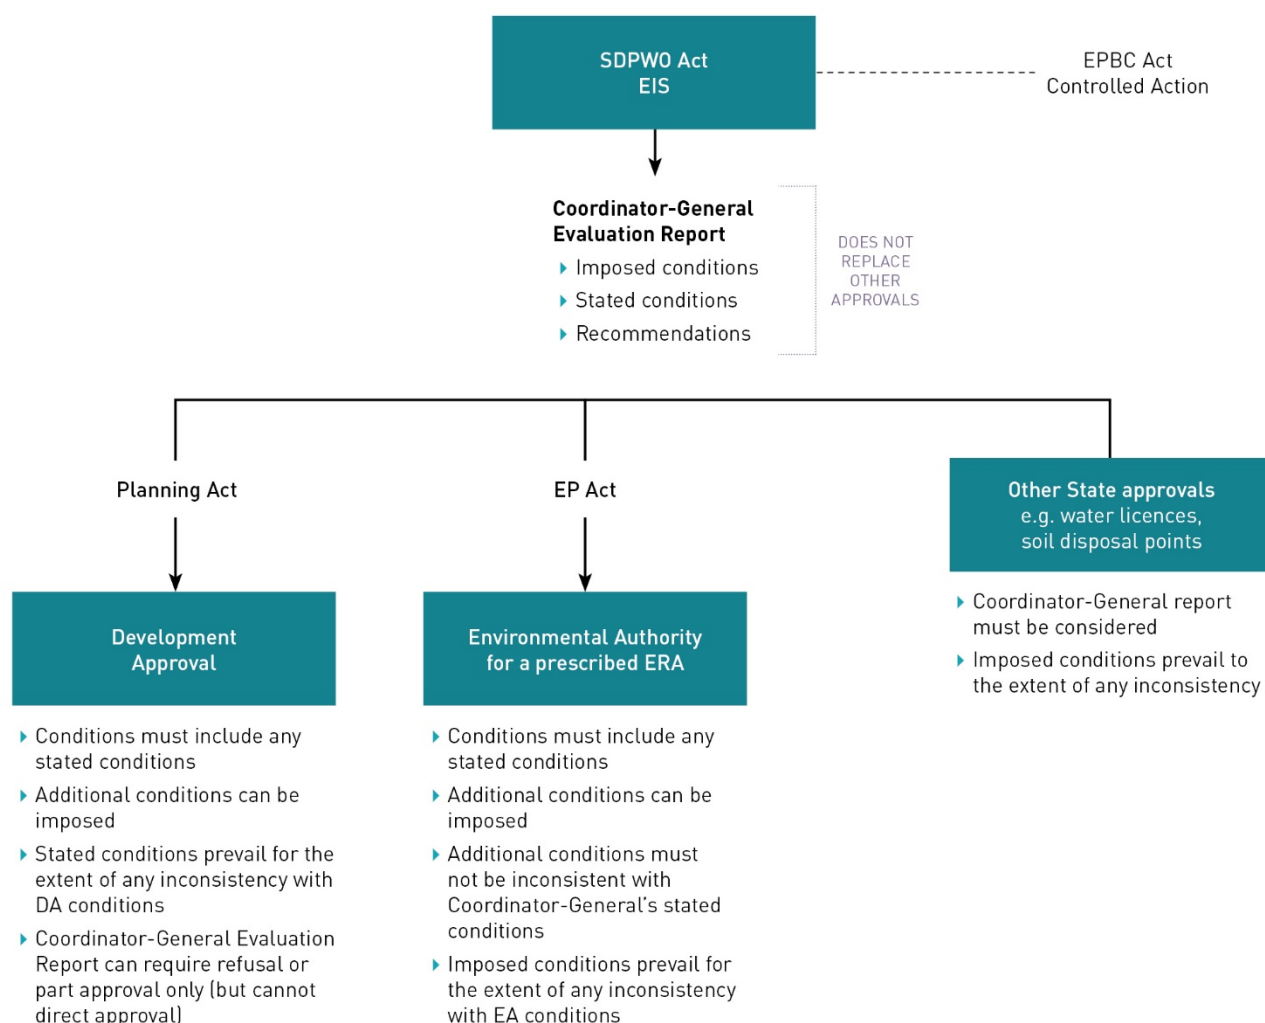 SDPWO Act
EIS
EPBC Act
Controlled Action
Coordinator-General
Evaluation Report
Imposed conditions
Stated conditions
Recommendations
DOES NOT
REPLACE
OTHER
APPROVALS
Planning Act
Development
Approval
Conditions must include any
stated conditions
Additional conditions can be
imposed
Stated conditions prevail for the
extent of any inconsistency with
DA conditions
Coordinator-General Evaluation
Report can require refusal or
part approval only (but cannot
direct approval)
EP Act
Environmental Authority
for a prescribed ERA
Conditions must include any
stated conditions
Additional conditions can be
imposed
Additional conditions must
not be inconsistent with
Coordinator-General's stated
conditions
Imposed conditions prevail for
the extent of any inconsistency
with EA conditions
Other State approvals
e.g. water licences,
soil disposal points
Coordinator-General report
must be considered
Imposed conditions prevail to
the extent of any inconsistency